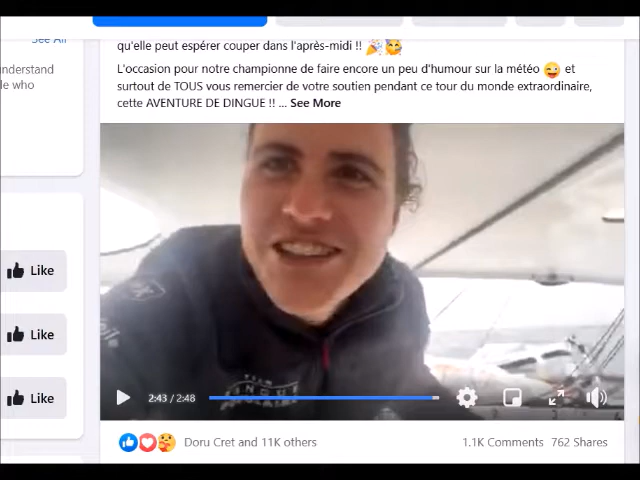 See All
qu'elle peut espérer couper dans l'après-midi !!
L'occasion pour notre championne de faire encore un peu d'humour sur la météo et
surtout de TOUS vous remercier de votre soutien pendant ce tour du monde extraordinaire,
cette AVENTURE DE DINGUE !! ... See More
nderstand
le who
Like
Like
Like
2:43 / 2:48
Doru Cret and 11K others
1.1K Comments
762 Shares